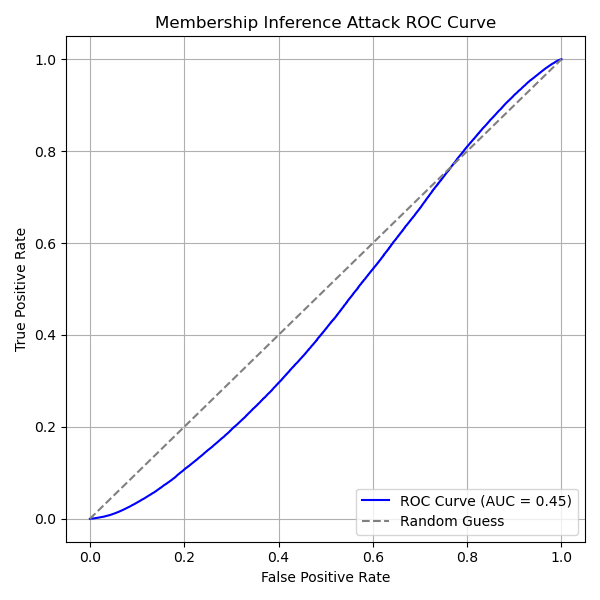 Membership Inference Attack ROC Curve
True Positive Rate
1.0
0.8
0.6
0.4
0.2
0.0
ROC Curve (AUC = 0.45)
Random Guess
0.0 0.2 0.4 0.6 0.8 1.0
False Positive Rate